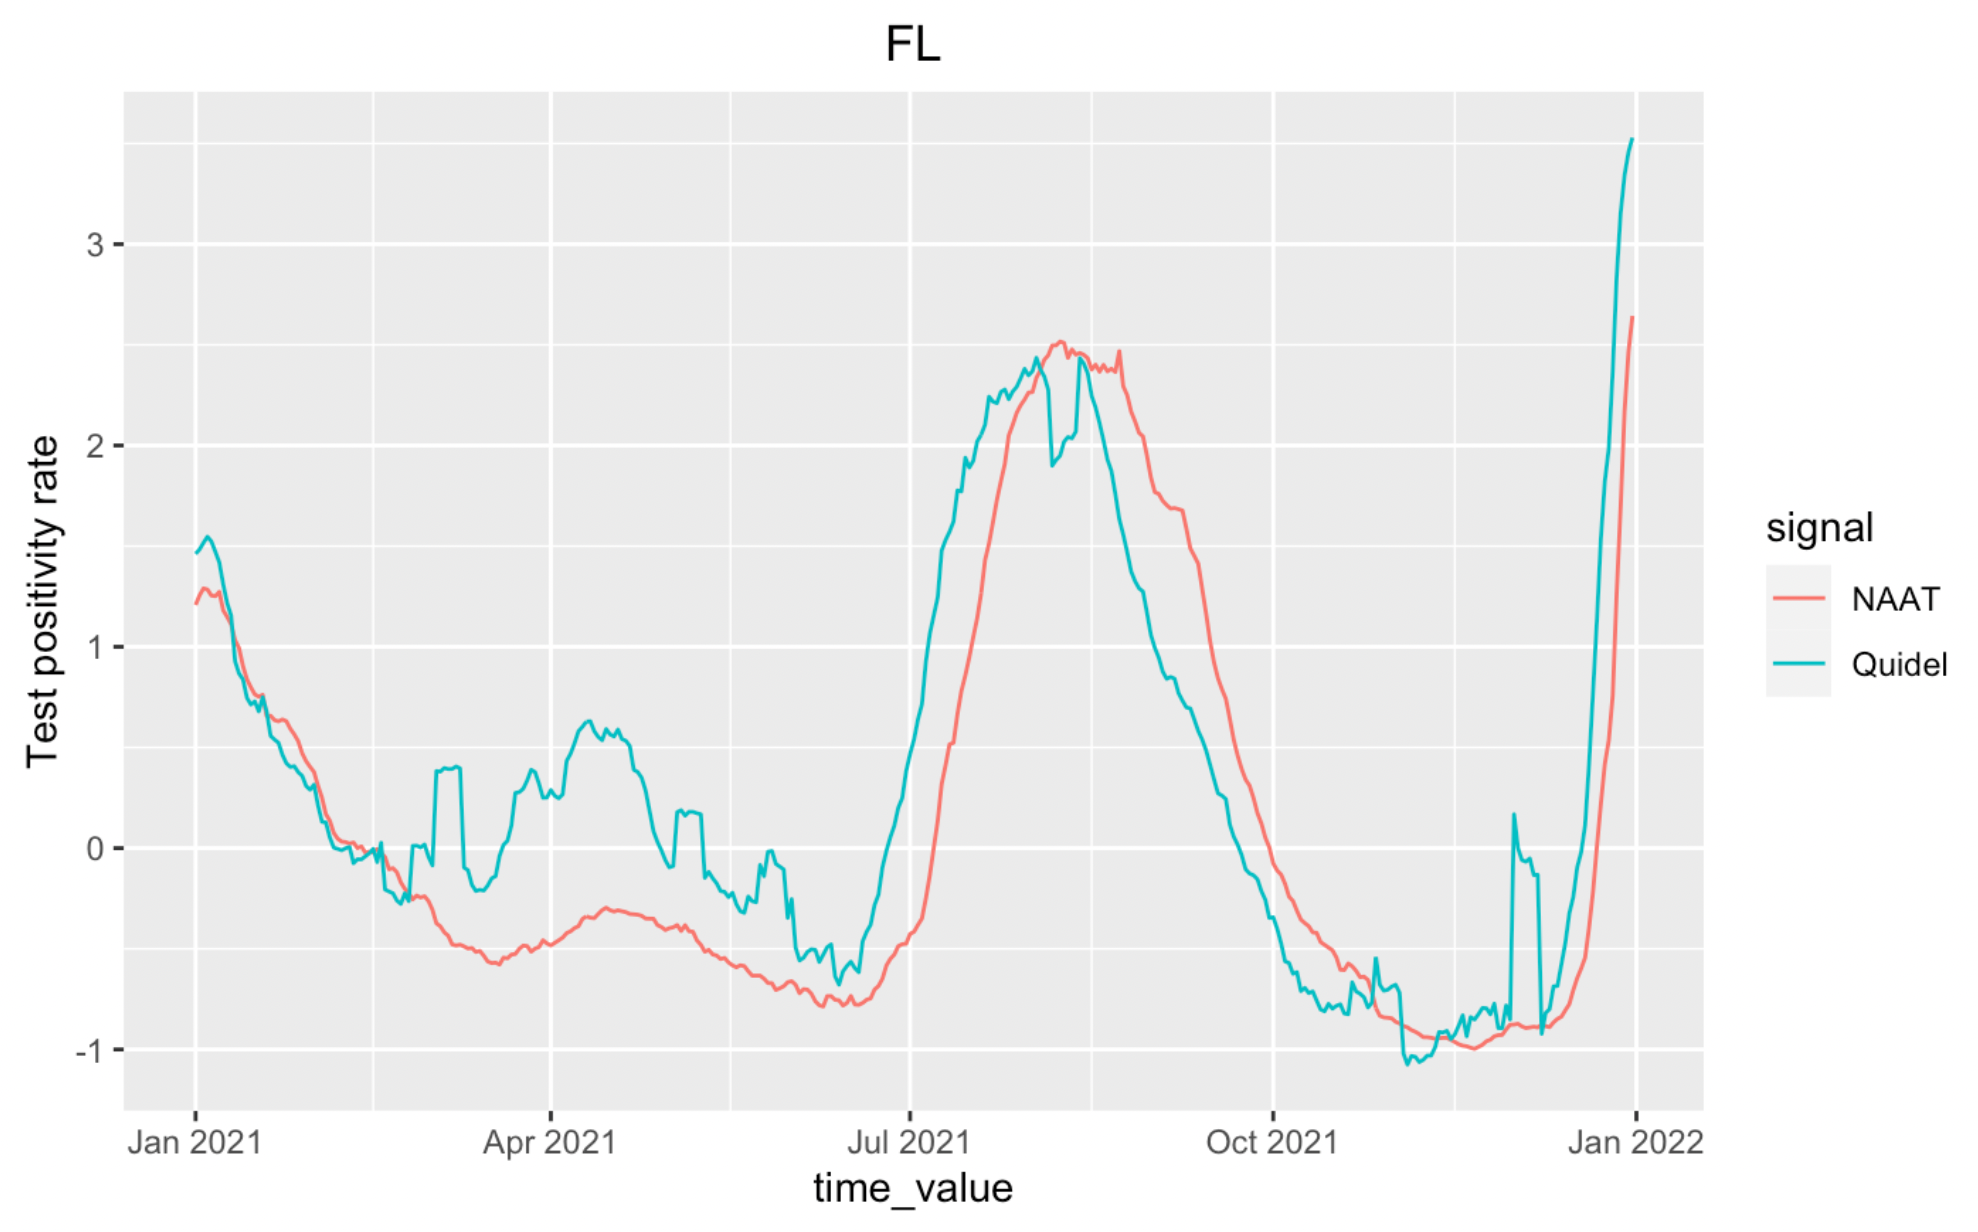 FL
Test positivity rate
3
2
1
0
-1
Jan 2021 Apr 2021 Jul 2021 Oct 2021 Jan 2022
time_value
signal
NAAT
Quidel